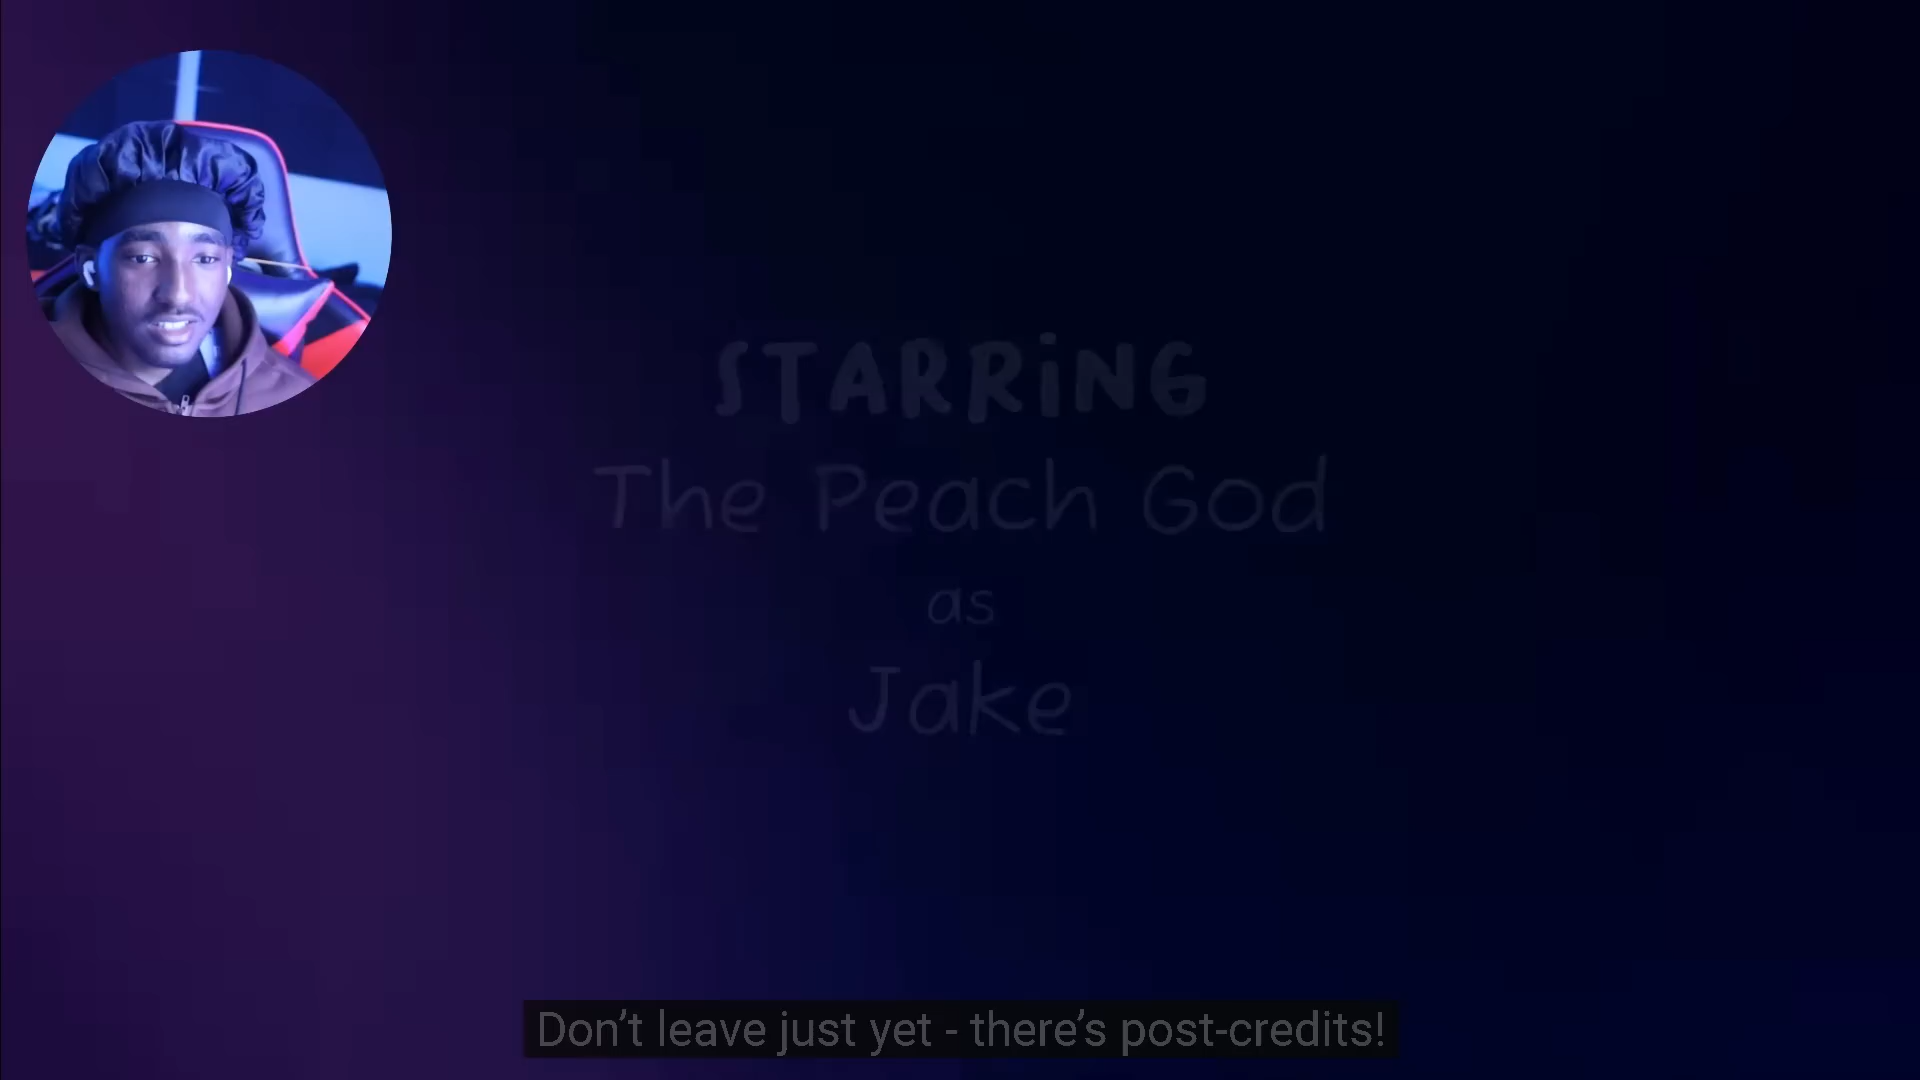 STARRiNG
The Peach God
as
Jake
Don’t leave just yet - there’s post-credits!